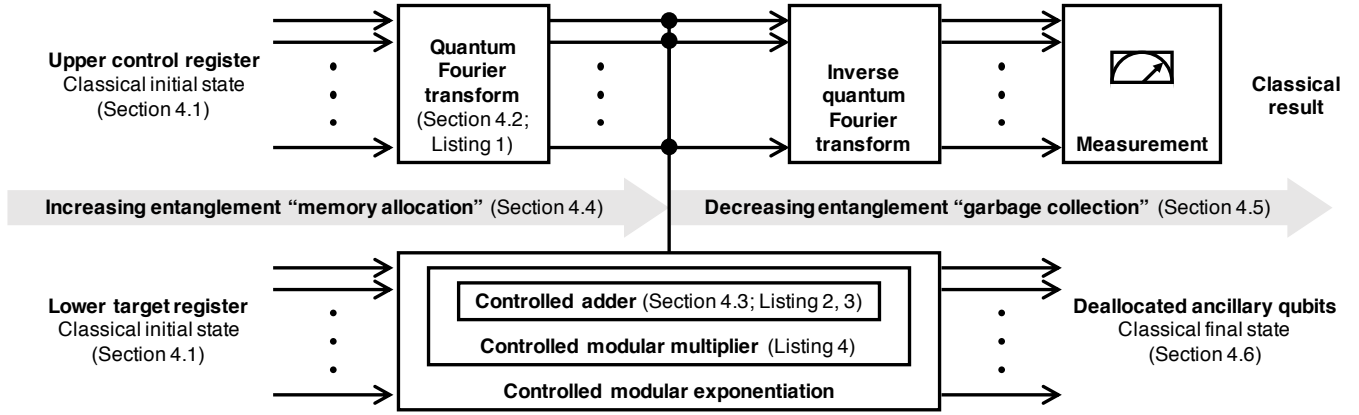 Upper control register
Classical initial state
(Section 4.1)
Quantum
Fourier
transform
(Section 4.2;
Listing 1)
Inverse
quantum
Fourier
transform
Measurement
Classical
result
Increasing entanglement “memory allocation” (Section 4.4)
Decreasing entanglement “garbage collection” (Section 4.5)
Lower target register
Classical initial state
(Section 4.1)
Controlled adder (Section 4.3; Listing 2, 3)
Controlled modular multiplier (Listing 4)
Controlled modular exponentiation
Deallocated ancillary qubits
Classical final state
(Section 4.6)